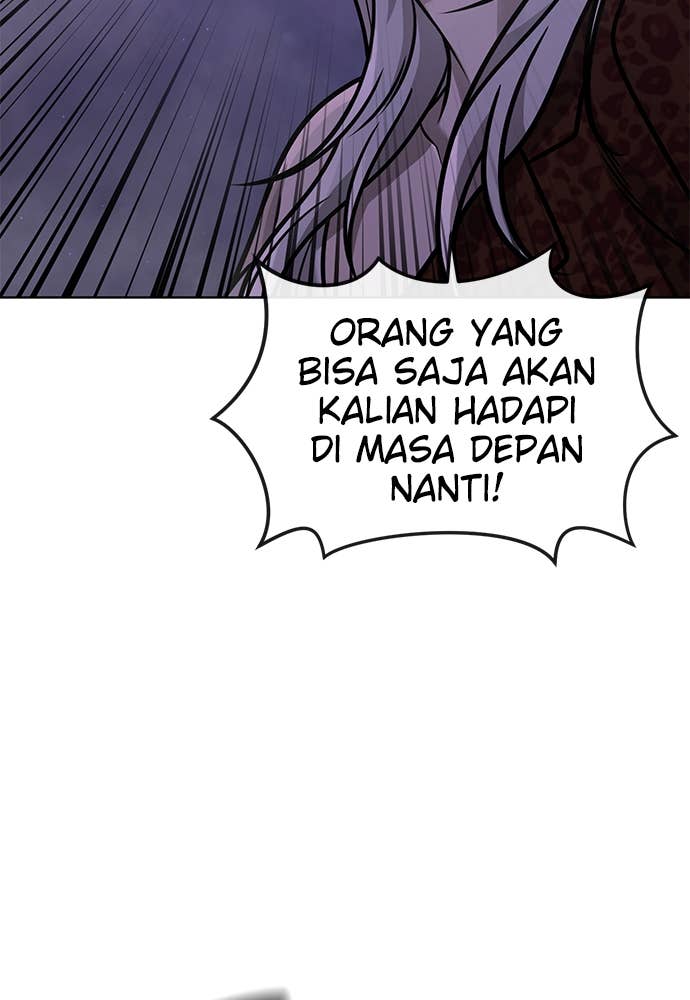 ORANG YANG
BISA SAJA AKAN
KALIAN HADAPI
DI MASA DEPAN
NANTI!